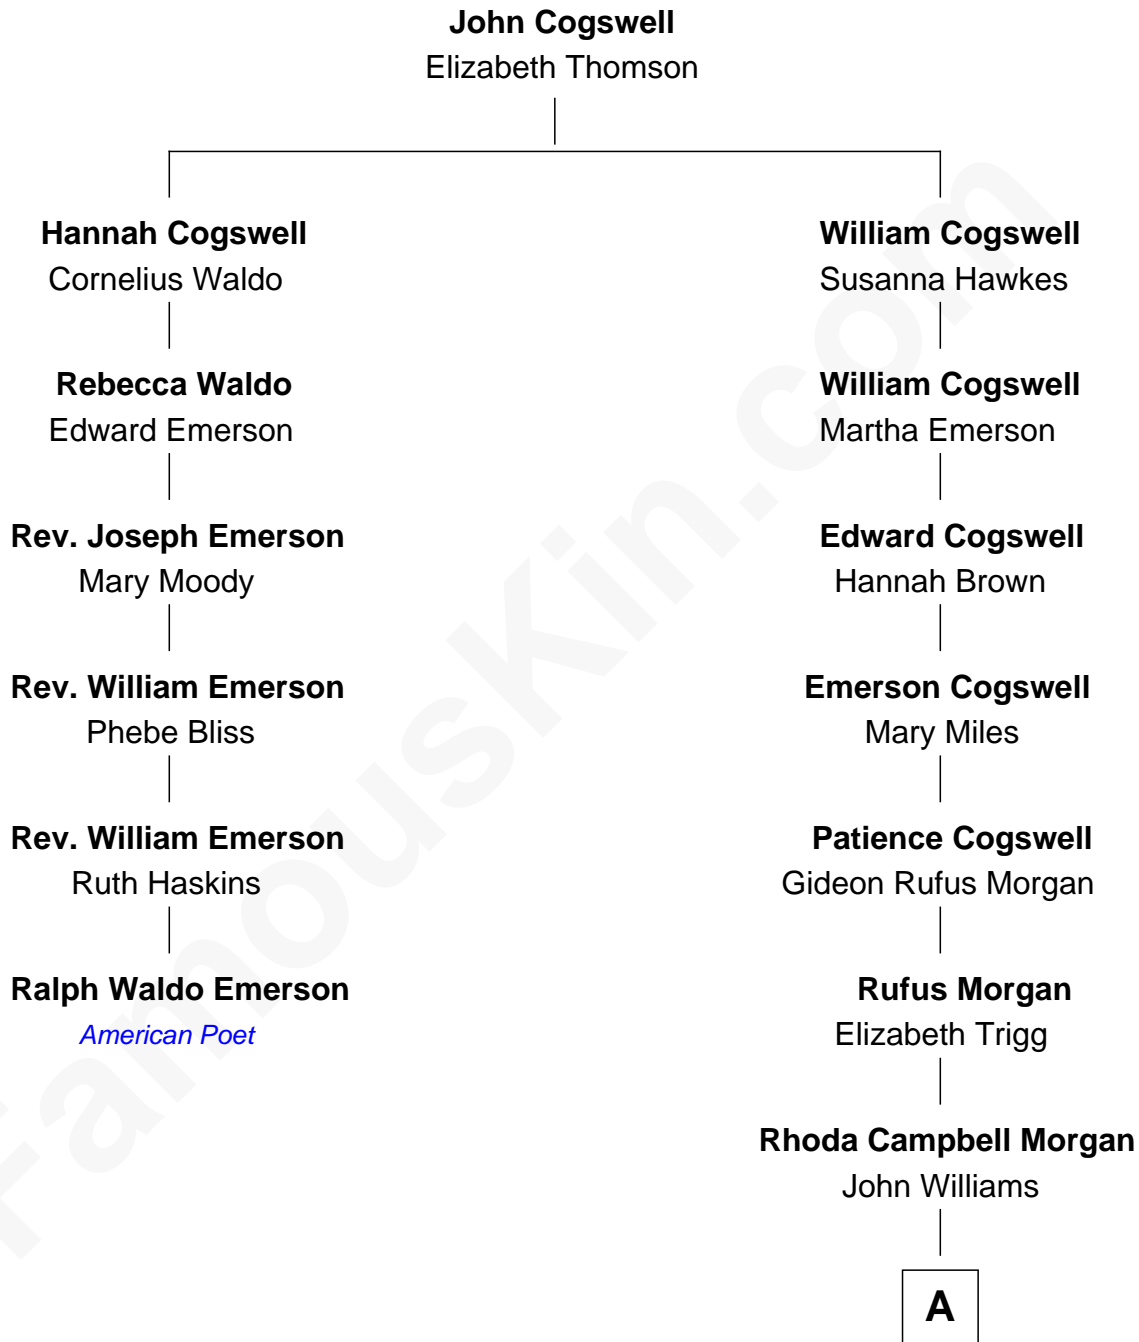 John Cogswell
Elizabeth Thomson
Hannah Cogswell
Cornelius Waldo
William Cogswell
Susanna Hawkes
Rebecca Waldo
Edward Emerson
William Cogswell
Martha Emerson
Rev. Joseph Emerson
Mary Moody
Edward Cogswell
Hannah Brown
Rev. William Emerson
Phebe Bliss
Emerson Cogswell
Mary Miles
Rev. William Emerson
Ruth Haskins
Patience Cogswell
Gideon Rufus Morgan
Ralph Waldo Emerson
American Poet
Rufus Morgan
Elizabeth Trigg
Rhoda Campbell Morgan
John Williams
A
FamousKin.com